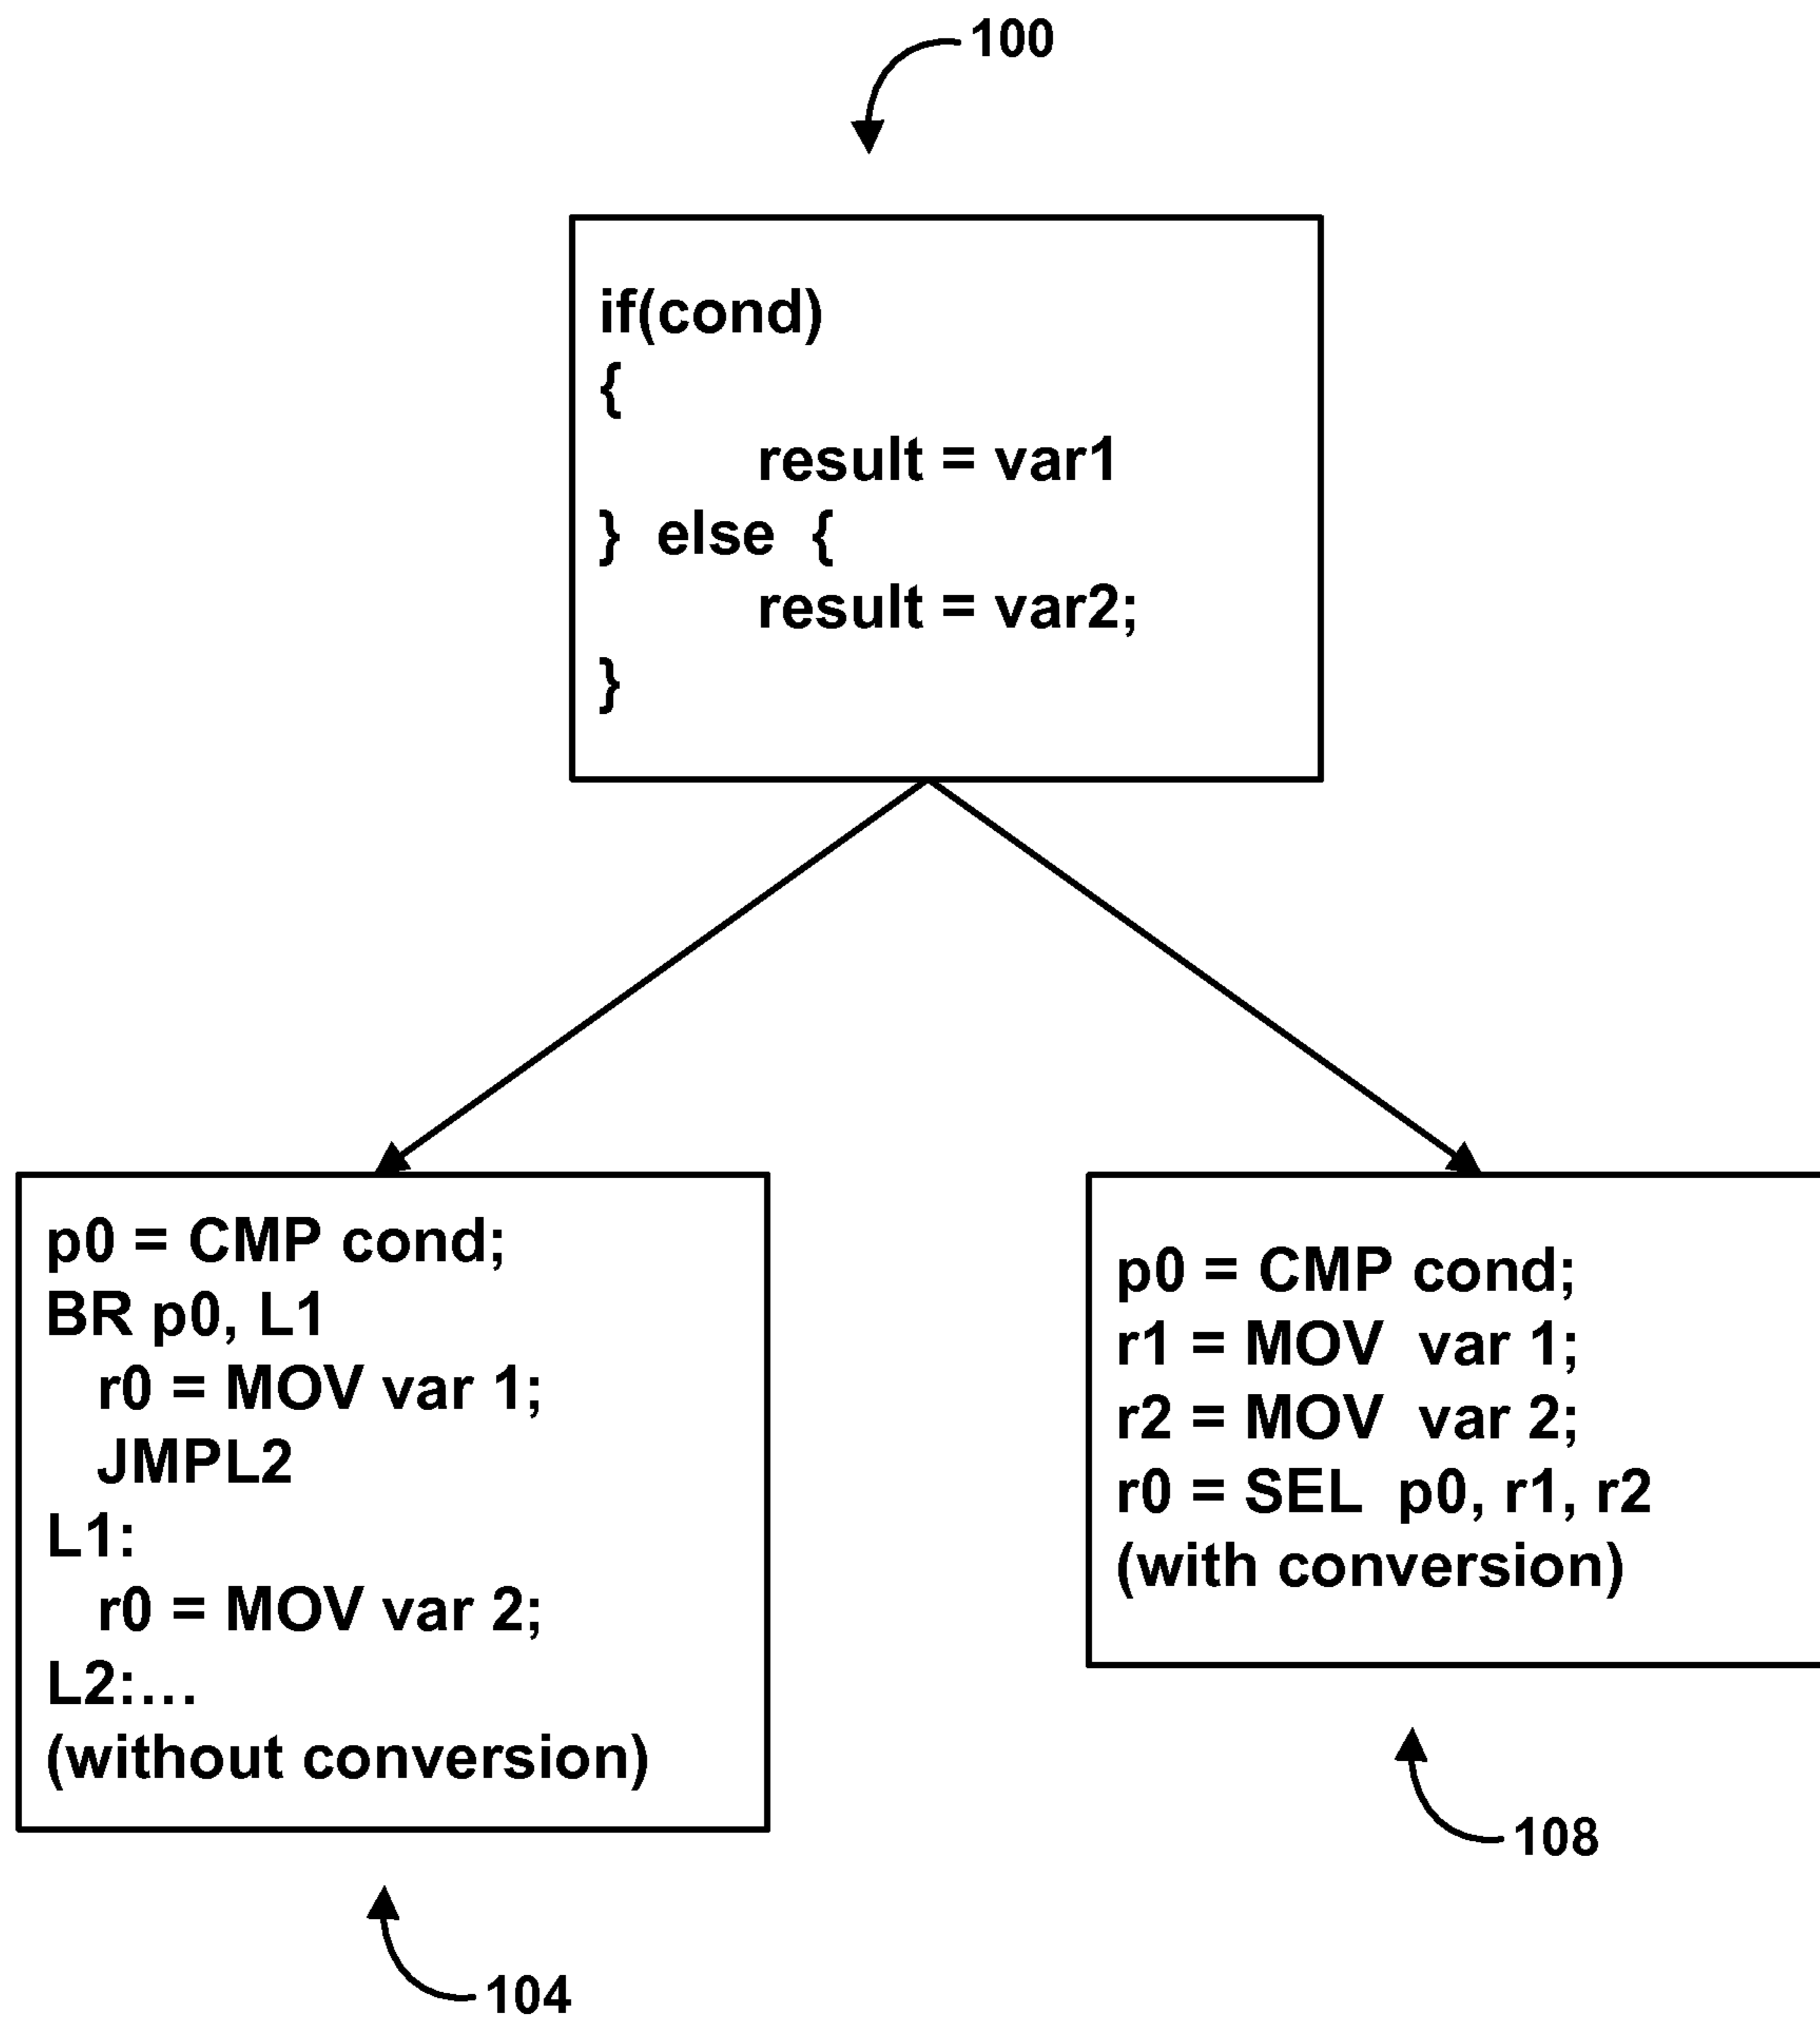 100
if(cond)
{
result = var1
} else {
result = var2;
}
p0 = CMP cond;
BR p0, L1
r0 = MOV var 1;
JMPL2
L1:
r0 = MOV var 2;
L2:...
(without conversion)
104
p0 = CMP cond;
r1 = MOV var 1;
r2 = MOV var 2;
r0 = SEL p0, r1, r2
(with conversion)
108